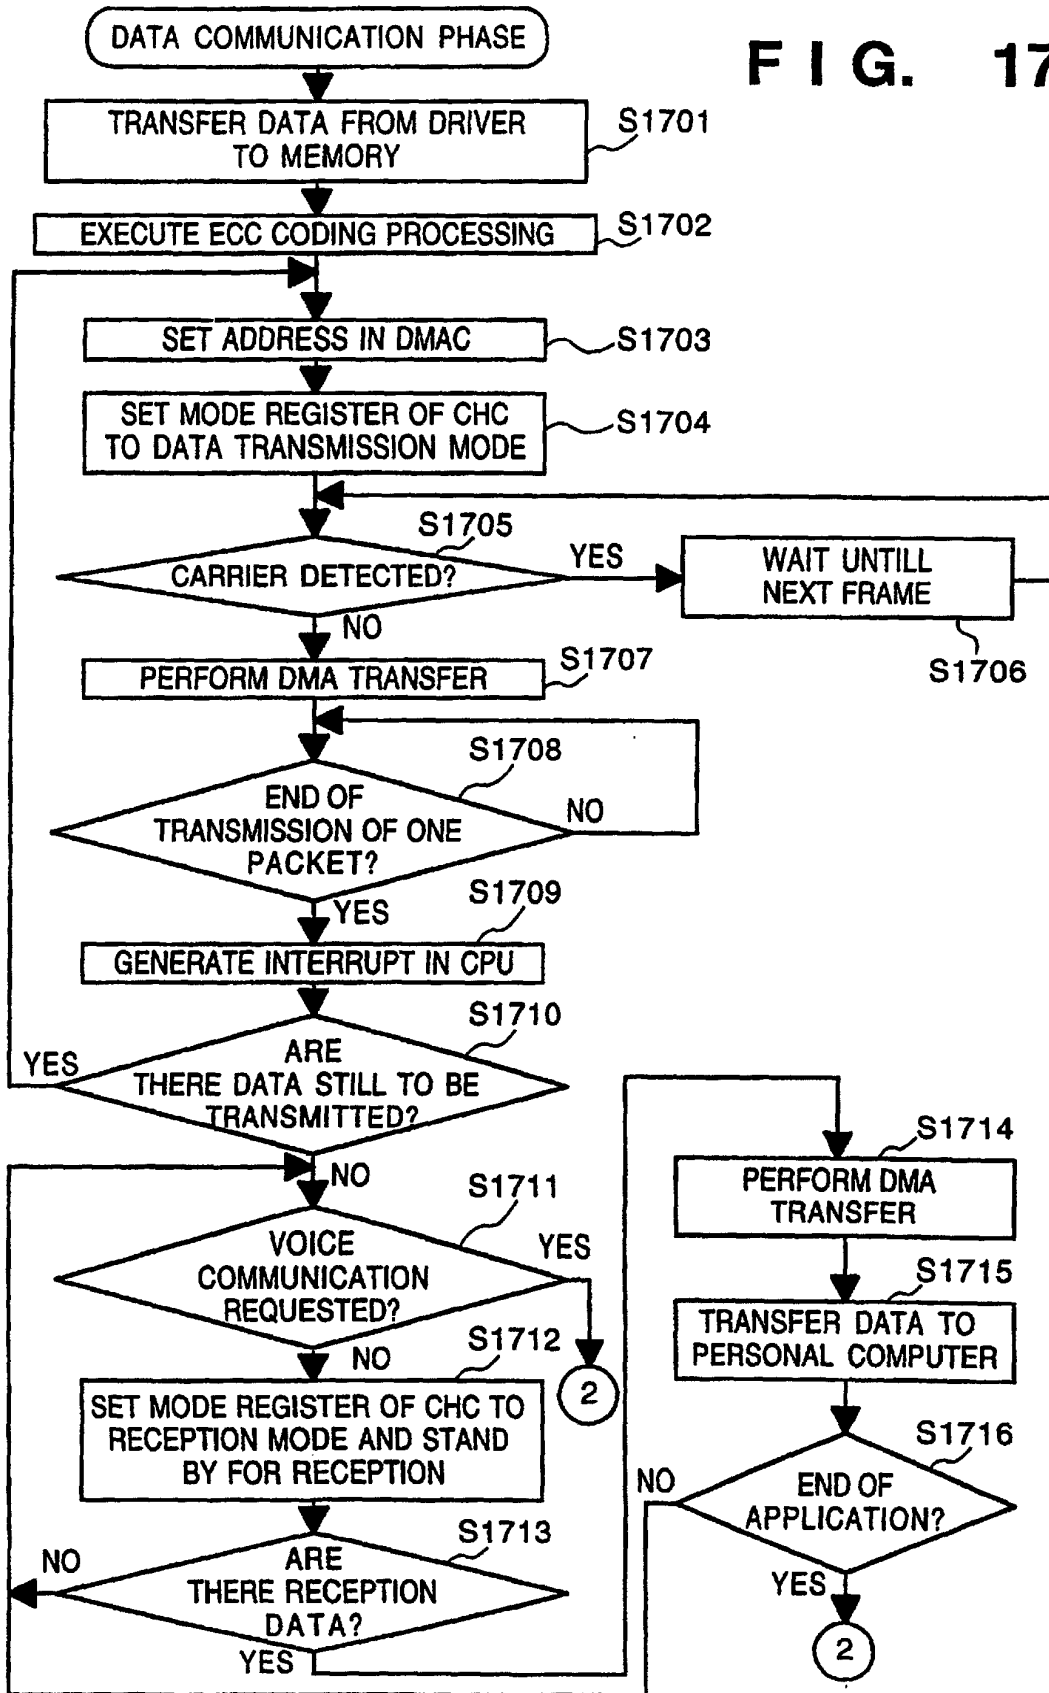 DATA COMMUNICATION PHASE
F I G. 17
TRANSFER DATA FROM DRIVER
TO MEMORY
S1701
EXECUTE ECC CODING PROCESSING
S1702
SET ADDRESS IN DMAC
S1703
SET MODE REGISTER OF CHC
TO DATA TRANSMISSION MODE
S1704
S1705
CARRIER DETECTED?
YES
WAIT UNTILL
NEXT FRAME
S1706
NO
S1707
PERFORM DMA TRANSFER
S1708
END OF
TRANSMISSION OF ONE
PACKET?
NO
YES
S1709
GENERATE INTERRUPT IN CPU
S1710
ARE
THERE DATA STILL TO BE
TRANSMITTED?
YES
NO
S1711
VOICE
COMMUNICATION
REQUESTED?
YES
2
NO
S1712
SET MODE REGISTER OF CHC TO
RECEPTION MODE AND STAND
BY FOR RECEPTION
S1713
ARE
THERE RECEPTION
DATA?
NO
YES
S1714
PERFORM DMA
TRANSFER
S1715
TRANSFER DATA TO
PERSONAL COMPUTER
S1716
END OF
APPLICATION?
NO
YES
2